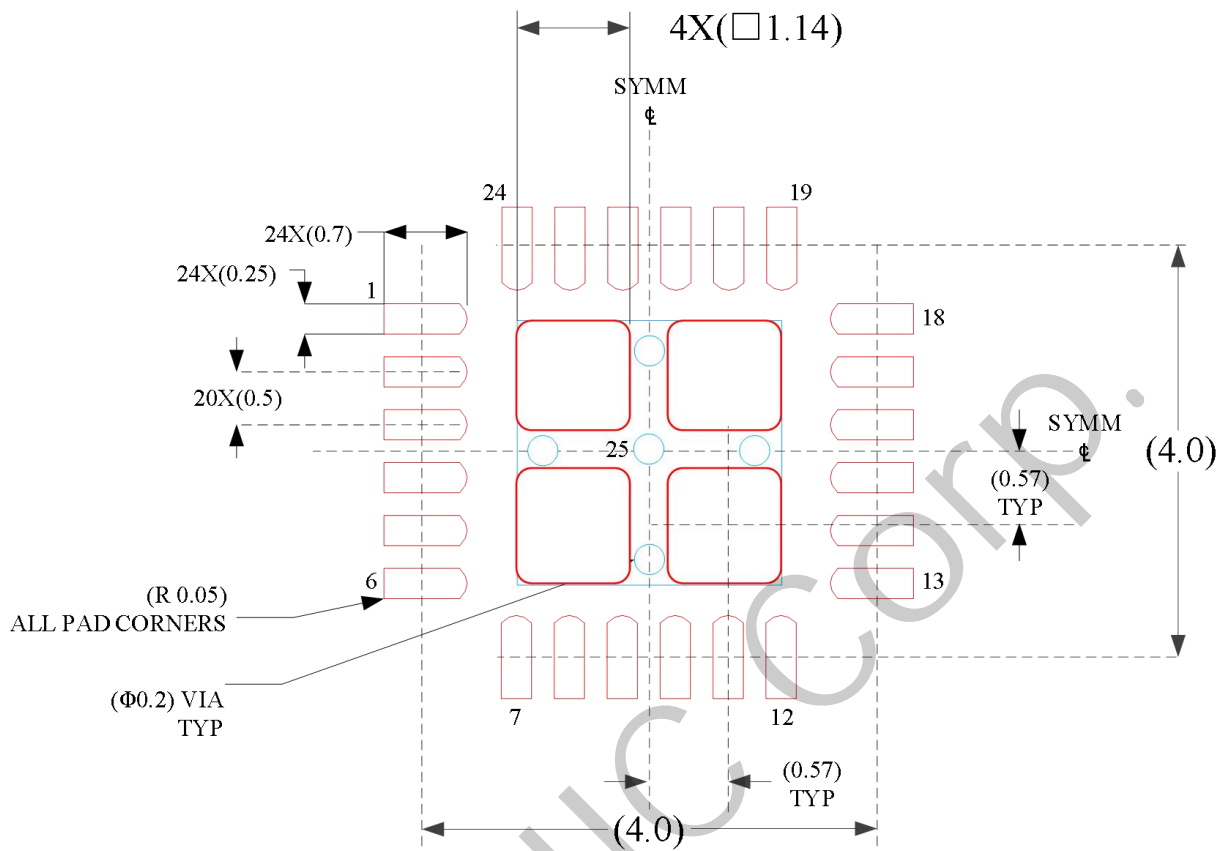 4X(□1.14)
SYMM
℄
24
19
24X(0.7)
24X(0.25)
1
18
20X(0.5)
25
SYMM
℄
(4.0)
(0.57)
TYP
6
13
(R 0.05)
ALL PAD CORNERS
(Φ0.2) VIA
TYP
7
12
(0.57)
TYP
(4.0)